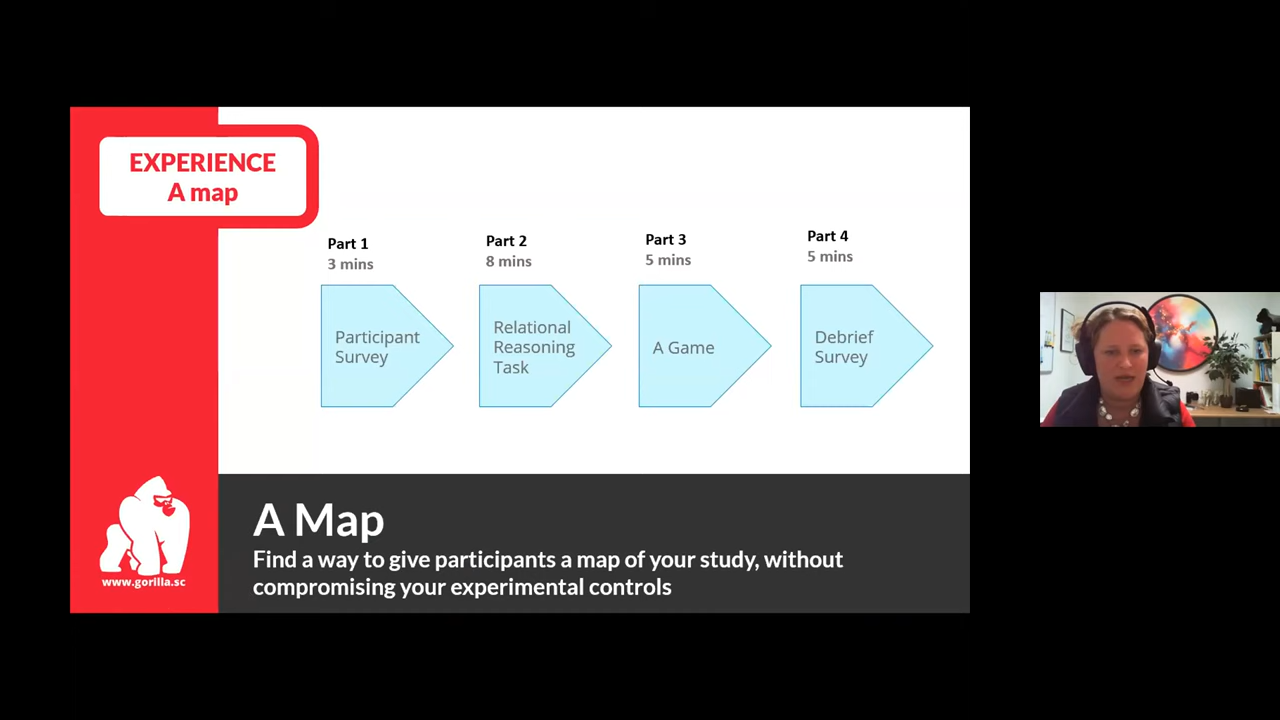 EXPERIENCE
A map
Part 1
3 mins
Participant
Survey
Part 2
8 mins
Relational
Reasoning
Task
Part 3
5 mins
A Game
Part 4
5 mins
Debrief
Survey
www.gorilla.sc
A Map
Find a way to give participants a map of your study, without
compromising your experimental controls